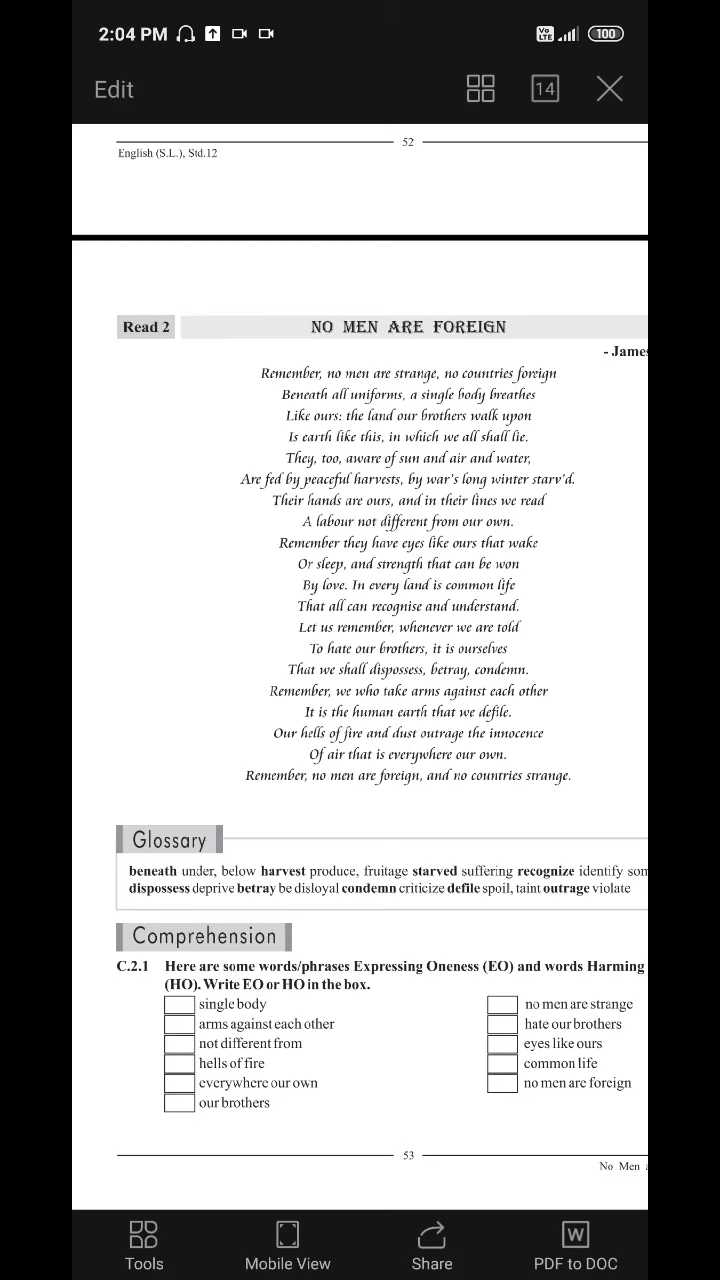 2:04 PM
Vo LTE
100
Edit
14
52
English (S.L.), Std.12
Read 2
NO MEN ARE FOREIGN
- James
Remember, no men are strange, no countries foreign
Beneath all uniforms, a single body breathes
Like ours: the land our brothers walk upon
Is earth like this, in which we all shall lie.
They, too, aware of sun and air and water,
Are fed by peaceful harvests, by war's long winter starv'd.
Their hands are ours, and in their lines we read
A labour not different from our own.
Remember they have eyes like ours that wake
Or sleep, and strength that can be won
By love. In every land is common life
That all can recognise and understand.
Let us remember, whenever we are told
To hate our brothers, it is ourselves
That we shall dispossess, betray, condemn.
Remember, we who take arms against each other
It is the human earth that we defile.
Our hells of fire and dust outrage the innocence
Of air that is everywhere our own.
Remember, no men are foreign, and no countries strange.
Glossary
beneath under, below harvest produce, fruitage starved suffering recognize identify som
dispossess deprive betray be disloyal condemn criticize defile spoil, taint outrage violate
Comprehension
C.2.1 Here are some words/phrases Expressing Oneness (EO) and words Harming
(HO). Write EO or HO in the box.
single body
no men are strange
arms against each other
hate our brothers
not different from
eyes like ours
hells of fire
common life
everywhere our own
no men are foreign
our brothers
53
No Men
Tools
Mobile View
Share
W
PDF to DOC